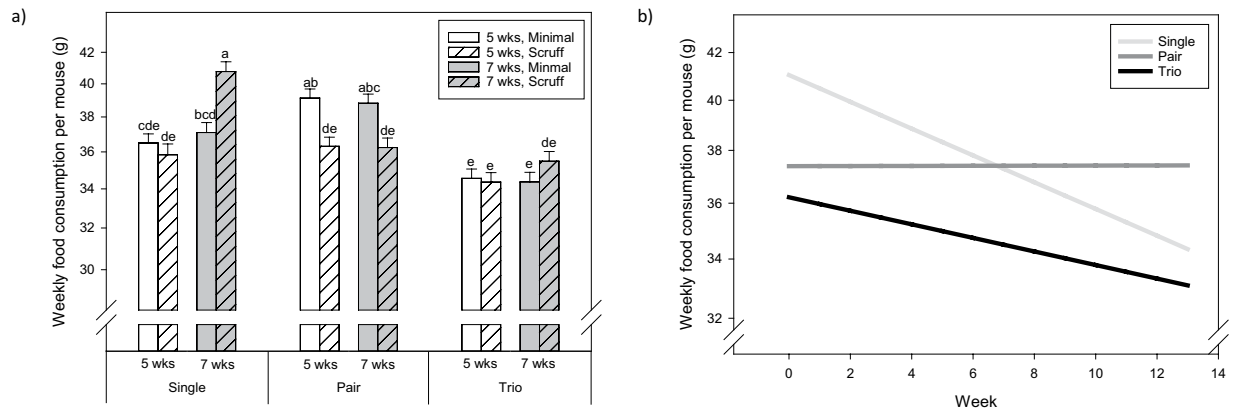 a)
Weekly food consumption per mouse (g)
42
40
38
36
34
32
30
5 wks, Minimal
5 wks, Scruff
7 wks, Minmal
7 wks, Scruff
cde
de
bcd
a
ab
de
abc
de
e
e
e
de
5 wks
7 wks
5 wks
7 wks
5 wks
7 wks
Single
Pair
Trio
b)
Weekly food consumption per mouse (g)
42
40
38
36
34
32
Single
Pair
Trio
0
2
4
6
8
10
12
14
Week